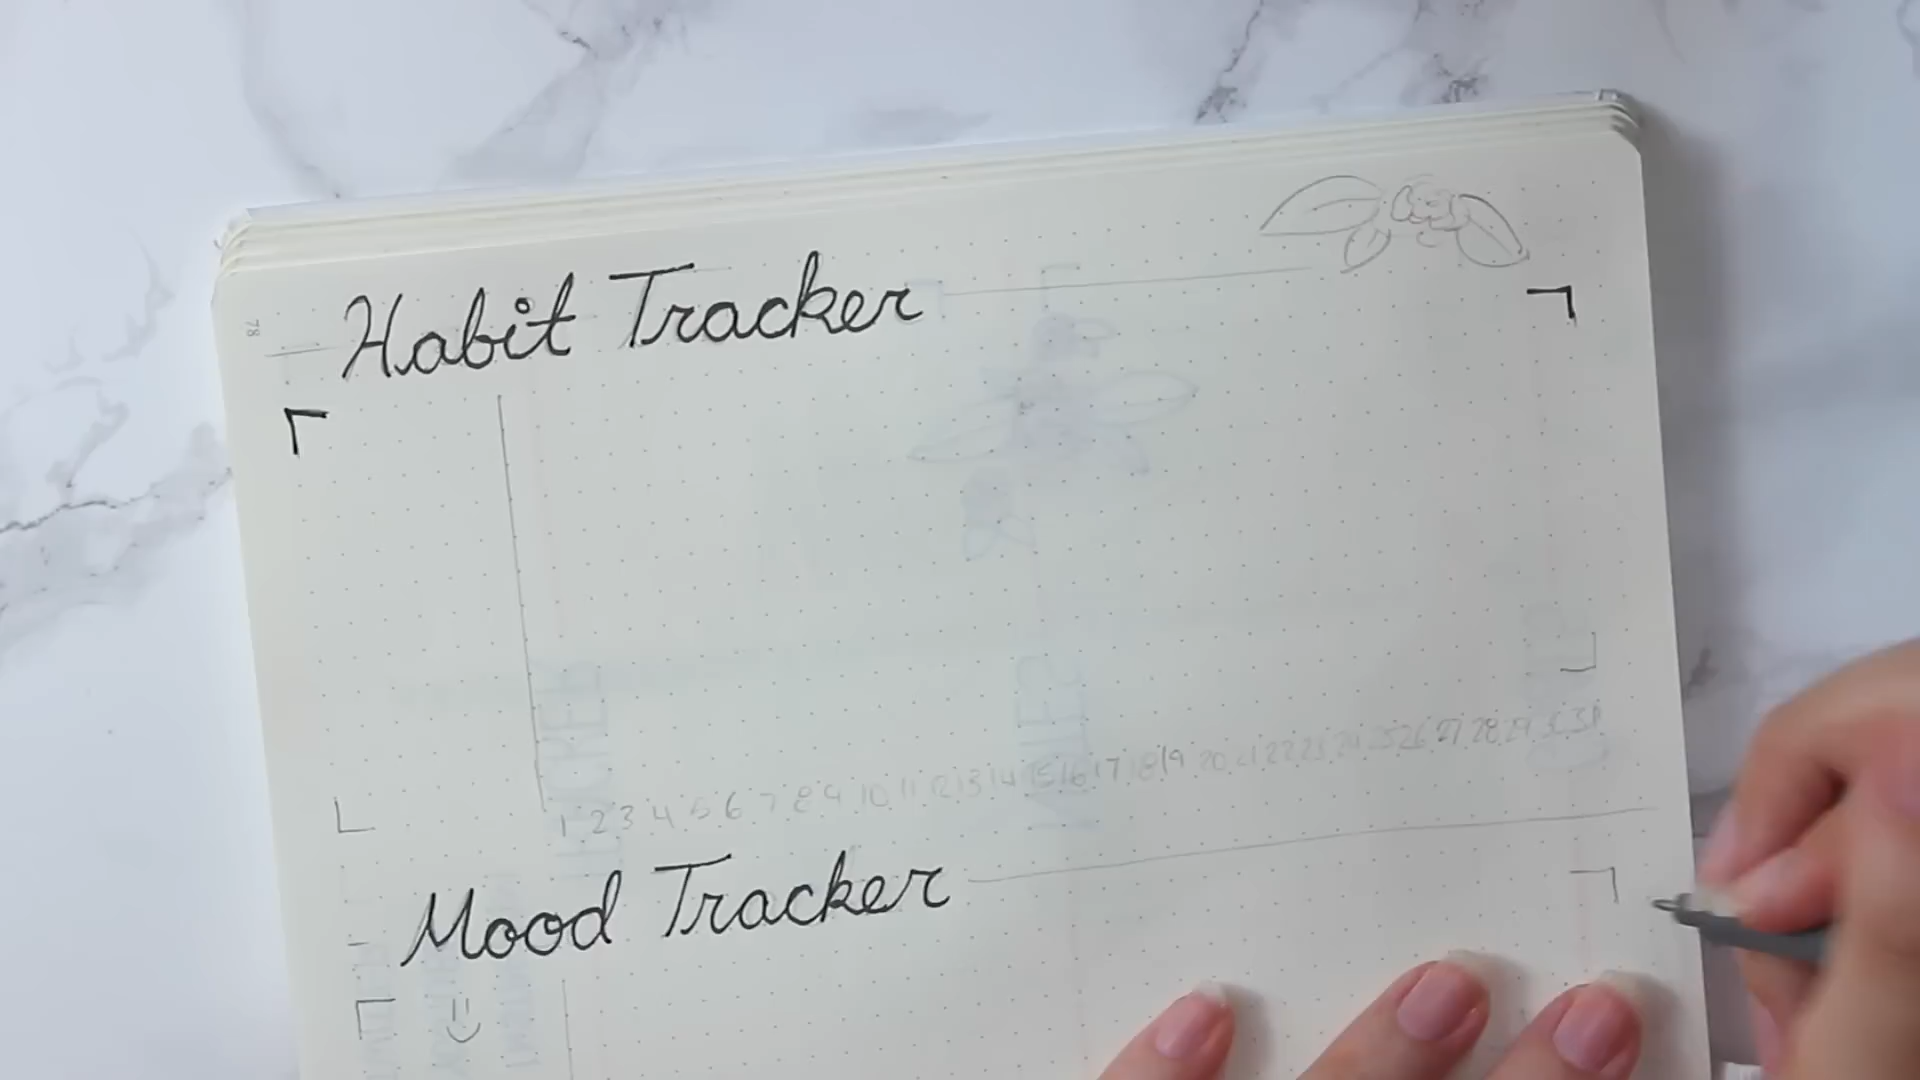 Habit Tracker
78
1 2 3 4 5 6 7 8 9 10 11 12 13 14 15 16 17 18 19 20 21 22 23 24 25 26 27 28 29 30 31
Mood Tracker